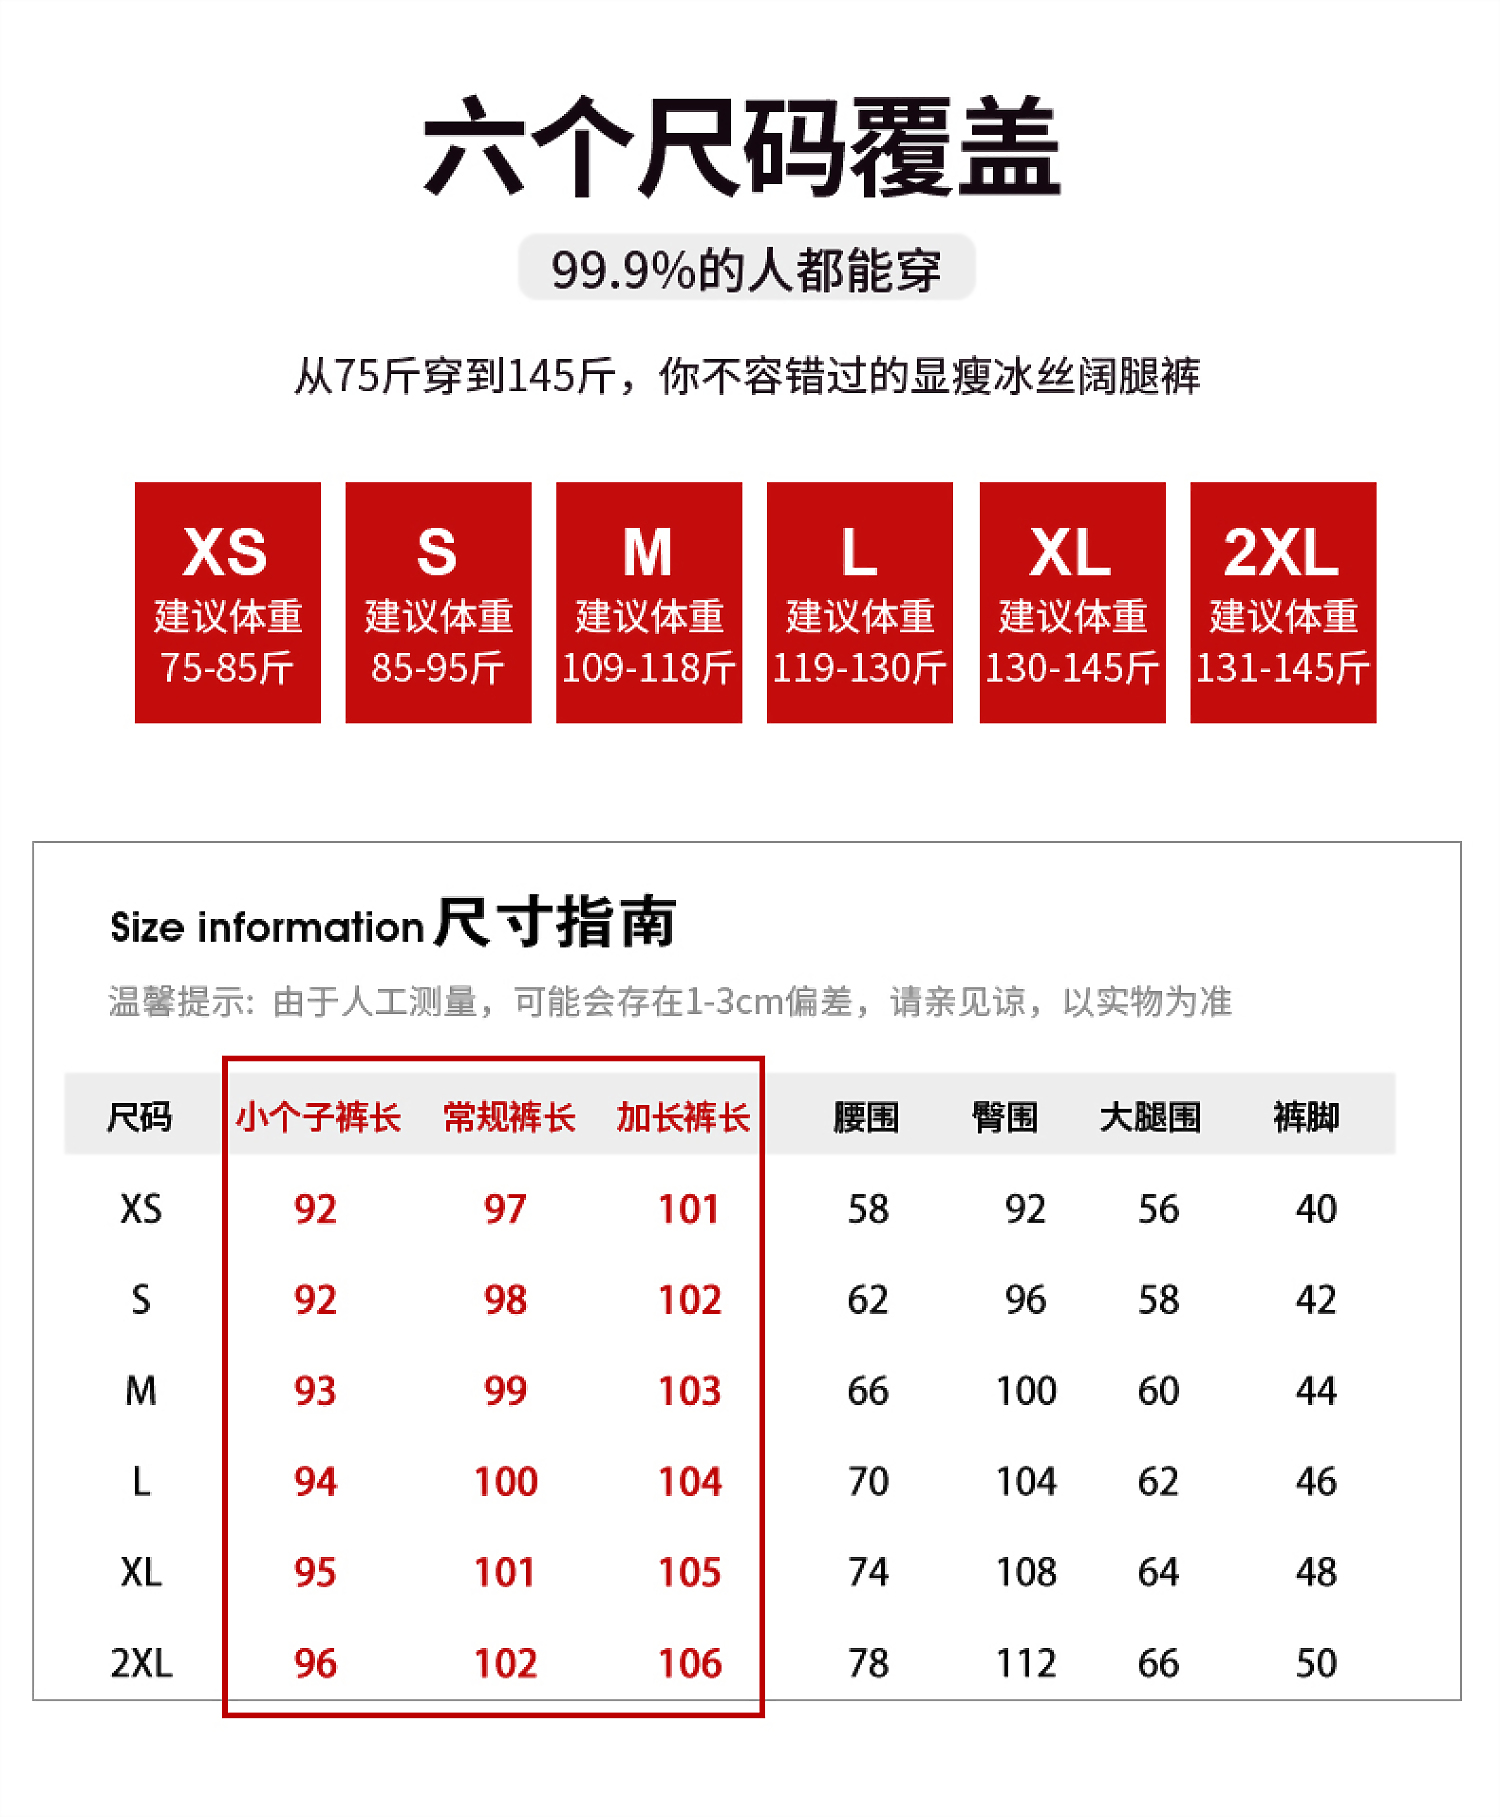 六个尺码覆盖
99.9%的人都能穿
从75斤穿到145斤，你不容错过的显瘦冰丝阔腿裤
XS S M L XL 2XL
建议体重 建议体重 建议体重 建议体重 建议体重 建议体重
75-85斤 85-95斤 109-118斤 119-130斤 130-145斤 131-145斤
Size information 尺寸指南
温馨提示：由于人工测量，可能会存在1-3cm偏差，请亲见谅，以实物为准
尺码 小个子裤长 常规裤长 加长裤长 腰围 臀围 大腿围 裤脚
XS 92 97 101 58 92 56 40
S 92 98 102 62 96 58 42
M 93 99 103 66 100 60 44
L 94 100 104 70 104 62 46
XL 95 101 105 74 108 64 48
2XL 96 102 106 78 112 66 50